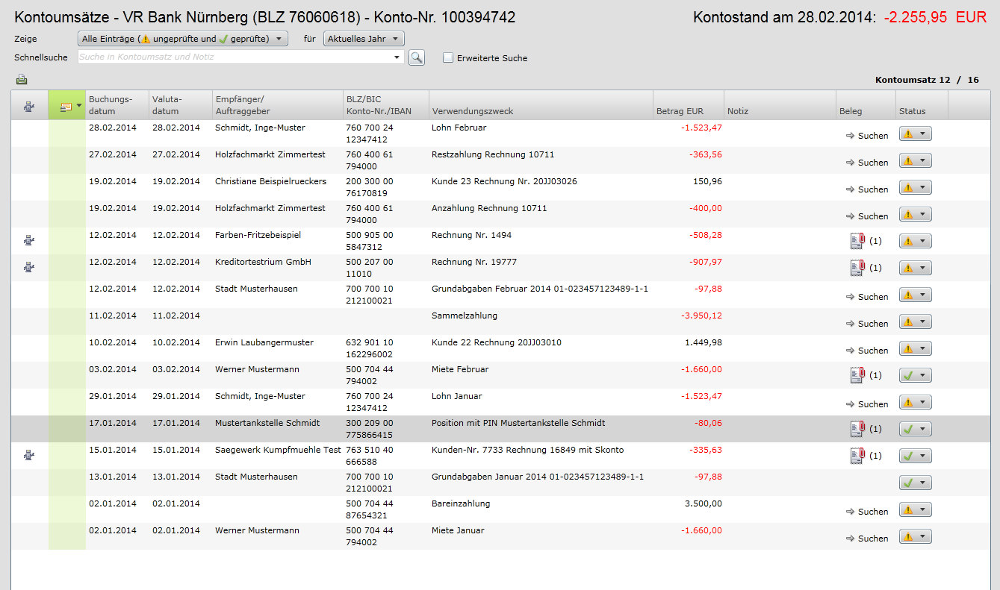 Kontoumsätze - VR Bank Nürnberg (BLZ 76060618) - Konto-Nr. 100394742 Kontostand am 28.02.2014: -2.255,95 EUR
Zeige Alle Einträge ( ungeprüfte und geprüfte) für Aktuelles Jahr
Schnellsuche Suche in Kontoumsatz und Notiz Erweiterte Suche
Kontoumsatz 12 / 16
Buchungs- Valuta- Empfänger/ BLZ/BIC
datum datum Auftraggeber Konto-Nr./IBAN Verwendungszweck Betrag EUR Notiz Beleg Status
28.02.2014 28.02.2014 Schmidt, Inge-Muster 760 700 24 Lohn Februar -1.523,47
12347412 Suchen
27.02.2014 27.02.2014 Holzfachmarkt Zimmertest 760 400 61 Restzahlung Rechnung 10711 -363,56
794000 Suchen
19.02.2014 19.02.2014 Christiane Beispielrueckers 200 300 00 Kunde 23 Rechnung Nr. 20JJ03026 150,96
76170819 Suchen
19.02.2014 19.02.2014 Holzfachmarkt Zimmertest 760 400 61 Anzahlung Rechnung 10711 -400,00
794000 Suchen
12.02.2014 12.02.2014 Farben-Fritzebeispiel 500 905 00 Rechnung Nr. 1494 -508,28
5847312 (1)
12.02.2014 12.02.2014 Kreditortestrium GmbH 500 207 00 Rechnung Nr. 19777 -907,97
11010 (1)
12.02.2014 12.02.2014 Stadt Musterhausen 700 700 10 Grundabgaben Februar 2014 01-023457123489-1-1 -97,88
212100021 Suchen
11.02.2014 11.02.2014 Sammelzahlung -3.950,12
Suchen
10.02.2014 10.02.2014 Erwin Laubangermuster 632 901 10 Kunde 22 Rechnung 20JJ03010 1.449,98
162296002 Suchen
03.02.2014 03.02.2014 Werner Mustermann 500 704 44 Miete Februar -1.660,00
794002 (1)
29.01.2014 29.01.2014 Schmidt, Inge-Muster 760 700 24 Lohn Januar -1.523,47
12347412 Suchen
17.01.2014 17.01.2014 Mustertankstelle Schmidt 300 209 00 Position mit PIN Mustertankstelle Schmidt -80,06
775866415 (1)
15.01.2014 15.01.2014 Saegewerk Kumpfmuehle Test 763 510 40 Kunden-Nr. 7733 Rechnung 16849 mit Skonto -335,63
666588 (1)
13.01.2014 13.01.2014 Stadt Musterhausen 700 700 10 Grundabgaben Januar 2014 01-023457123489-1-1 -97,88
212100021
02.01.2014 02.01.2014 500 704 44 Bareinzahlung 3.500,00
87654321 Suchen
02.01.2014 02.01.2014 Werner Mustermann 500 704 44 Miete Januar -1.660,00
794002 Suchen